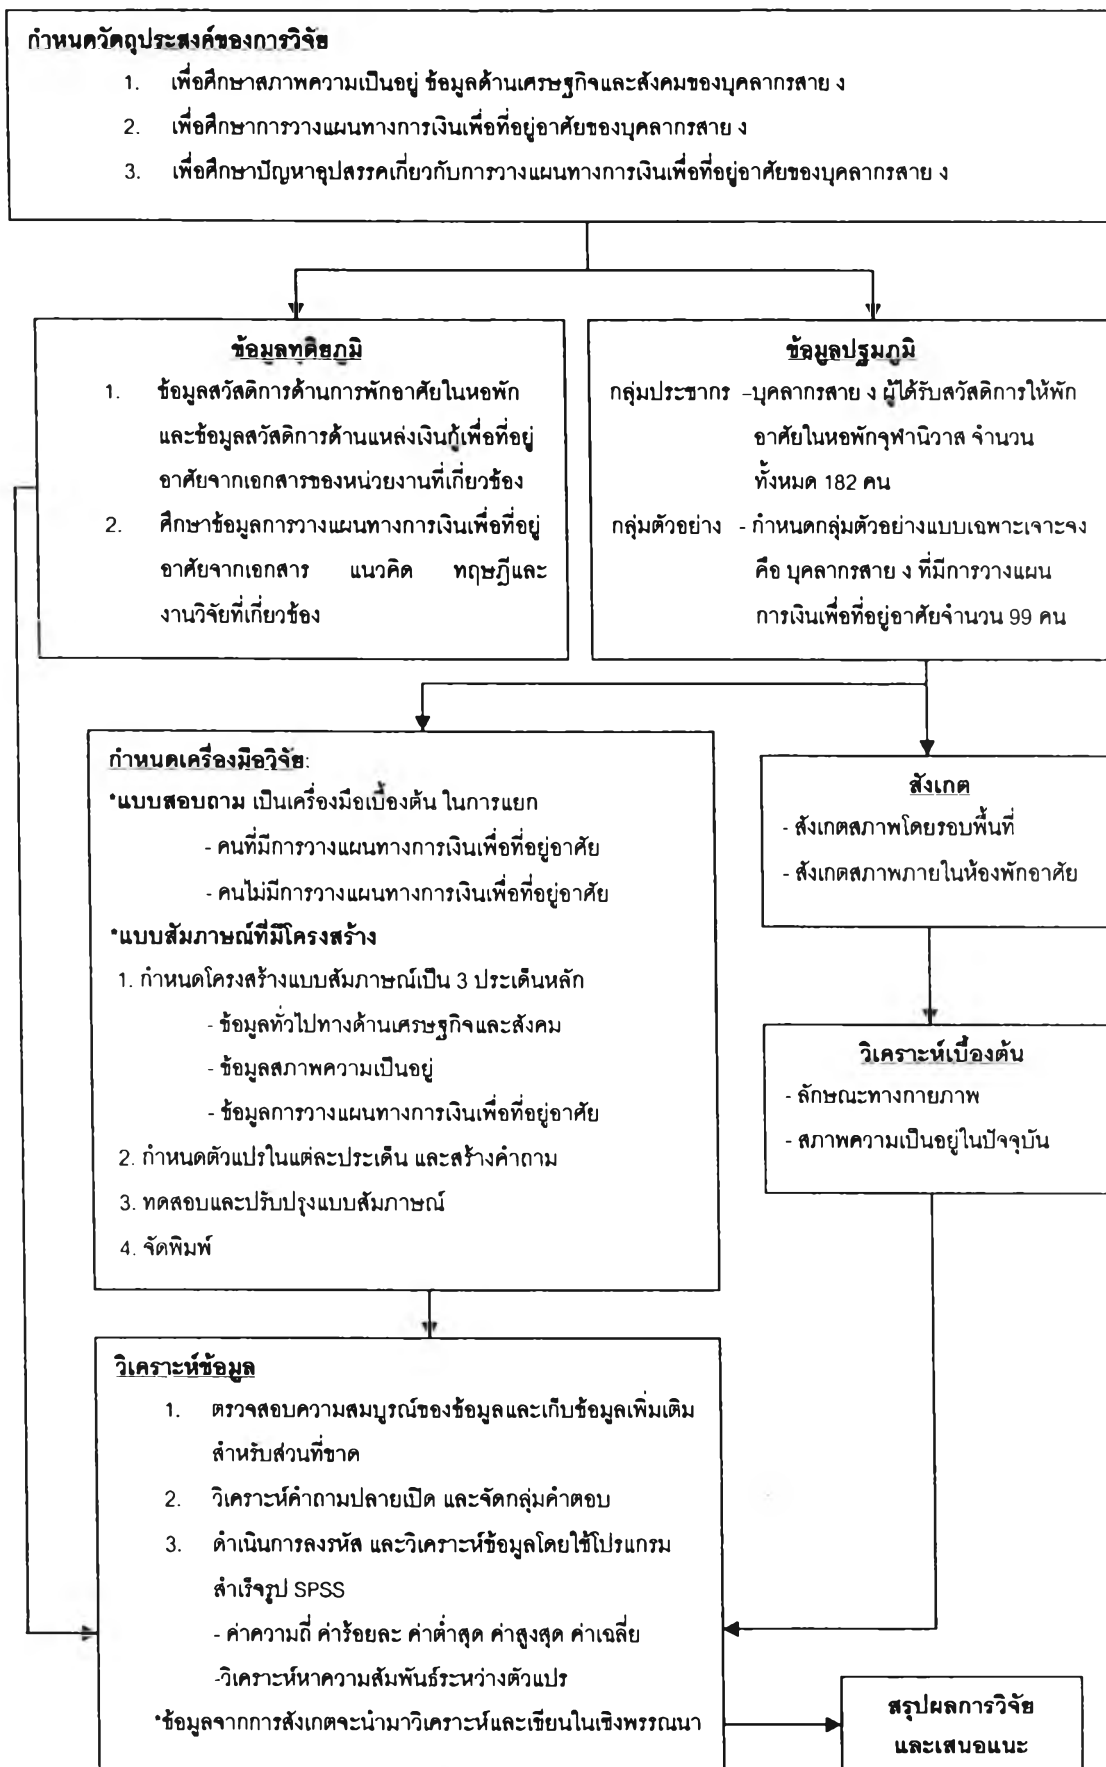 กำหนดวัตถุประสงค์ของการวิจัย
1. เพื่อศึกษาสภาพความเป็นอยู่ ข้อมูลด้านเศรษฐกิจและสังคมของบุคลากรสาย ง
2. เพื่อศึกษาการวางแผนทางการเงินเพื่อที่อยู่อาศัยของบุคลากรสาย ง
3. เพื่อศึกษาปัญหาอุปสรรคเกี่ยวกับการวางแผนทางการเงินเพื่อที่อยู่อาศัยของบุคลากรสาย ง
ข้อมูลทุติยภูมิ
1. ข้อมูลสวัสดิการด้านการพักอาศัยในหอพัก
และข้อมูลสวัสดิการด้านแหล่งเงินกู้เพื่อที่อยู่
อาศัยจากเอกสารของหน่วยงานที่เกี่ยวข้อง
2. ศึกษาข้อมูลการวางแผนทางการเงินเพื่อที่อยู่
อาศัยจากเอกสาร แนวคิด ทฤษฎีและ
งานวิจัยที่เกี่ยวข้อง
ข้อมูลปฐมภูมิ
กลุ่มประชากร –บุคลากรสาย ง ผู้ได้รับสวัสดิการให้พัก
อาศัยในหอพักจุฬานิวาส จำนวน
ทั้งหมด 182 คน
กลุ่มตัวอย่าง - กำหนดกลุ่มตัวอย่างแบบเฉพาะเจาะจง
คือ บุคลากรสาย ง ที่มีการวางแผน
การเงินเพื่อที่อยู่อาศัยจำนวน 99 คน
กำหนดเครื่องมือวิจัย:
*แบบสอบถาม เป็นเครื่องมือเบื้องต้น ในการแยก
- คนที่มีการวางแผนทางการเงินเพื่อที่อยู่อาศัย
- คนไม่มีการวางแผนทางการเงินเพื่อที่อยู่อาศัย
*แบบสัมภาษณ์ที่มีโครงสร้าง
1. กำหนดโครงสร้างแบบสัมภาษณ์เป็น 3 ประเด็นหลัก
- ข้อมูลทั่วไปทางด้านเศรษฐกิจและสังคม
- ข้อมูลสภาพความเป็นอยู่
- ข้อมูลการวางแผนทางการเงินเพื่อที่อยู่อาศัย
2. กำหนดตัวแปรในแต่ละประเด็น และสร้างคำถาม
3. ทดสอบและปรับปรุงแบบสัมภาษณ์
4. จัดพิมพ์
สังเกต
- สังเกตสภาพโดยรอบพื้นที่
- สังเกตสภาพภายในห้องพักอาศัย
วิเคราะห์เบื้องต้น
- ลักษณะทางกายภาพ
- สภาพความเป็นอยู่ในปัจจุบัน
วิเคราะห์ข้อมูล
1. ตรวจสอบความสมบูรณ์ของข้อมูลและเก็บข้อมูลเพิ่มเติม
สำหรับส่วนที่ขาด
2. วิเคราะห์คำถามปลายเปิด และจัดกลุ่มคำตอบ
3. ดำเนินการลงรหัส และวิเคราะห์ข้อมูลโดยใช้โปรแกรม
สำเร็จรูป SPSS
- ค่าความถี่ ค่าร้อยละ ค่าต่ำสุด ค่าสูงสุด ค่าเฉลี่ย
-วิเคราะห์หาความสัมพันธ์ระหว่างตัวแปร
*ข้อมูลจากการสังเกตจะนำมาวิเคราะห์และเขียนในเชิงพรรณนา
สรุปผลการวิจัย
และเสนอแนะ